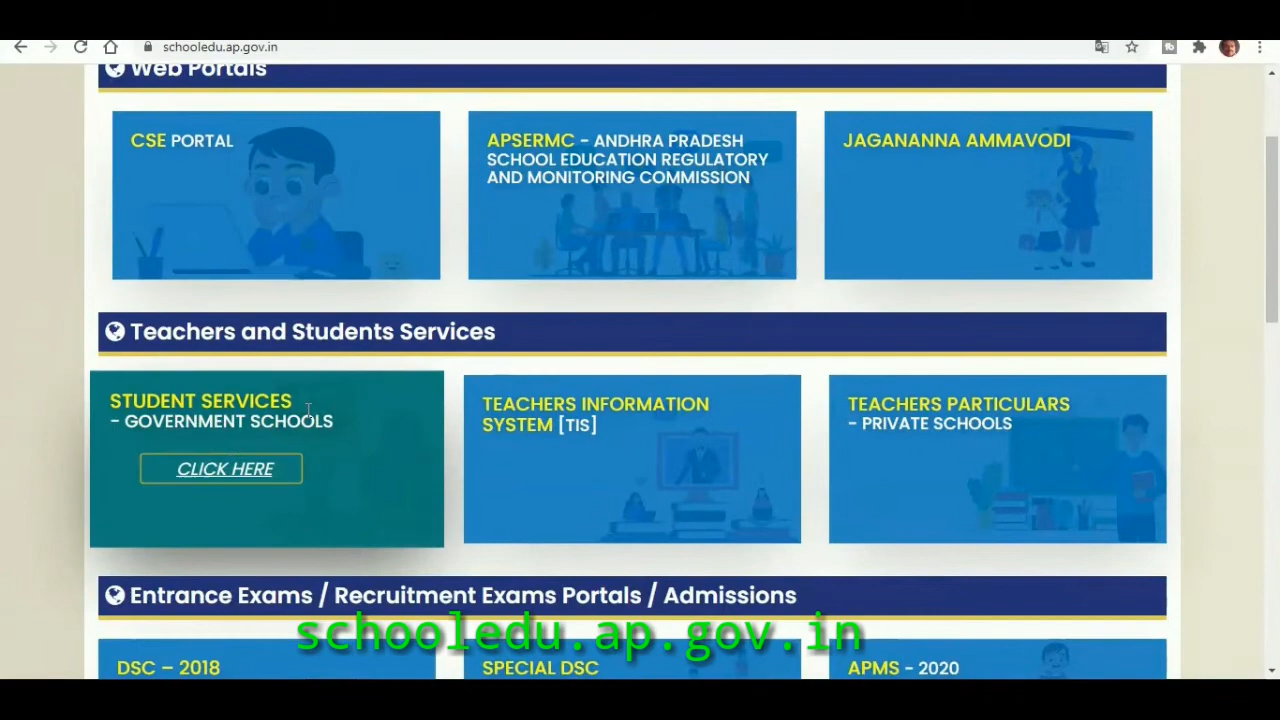 schooledu.ap.gov.in
Web Portals
CSE PORTAL
APSERMC - ANDHRA PRADESH
SCHOOL EDUCATION REGULATORY
AND MONITORING COMMISSION
JAGANANNA AMMAVODI
Teachers and Students Services
STUDENT SERVICES
- GOVERNMENT SCHOOLS
CLICK HERE
TEACHERS INFORMATION
SYSTEM [TIS]
TEACHERS PARTICULARS
- PRIVATE SCHOOLS
Entrance Exams / Recruitment Exams Portals / Admissions
schooledu.ap.gov.in
DSC – 2018
SPECIAL DSC
APMS - 2020